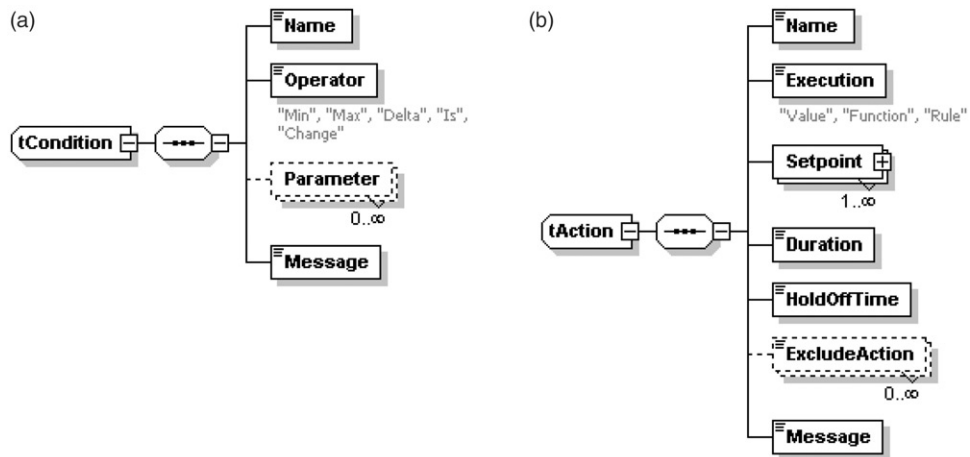 (a)
Name
Operator
"Min", "Max", "Delta", "Is",
"Change"
tCondition
Parameter
0..∞
Message
(b)
Name
Execution
"Value", "Function", "Rule"
Setpoint
1..∞
tAction
Duration
HoldOffTime
ExcludeAction
0..∞
Message